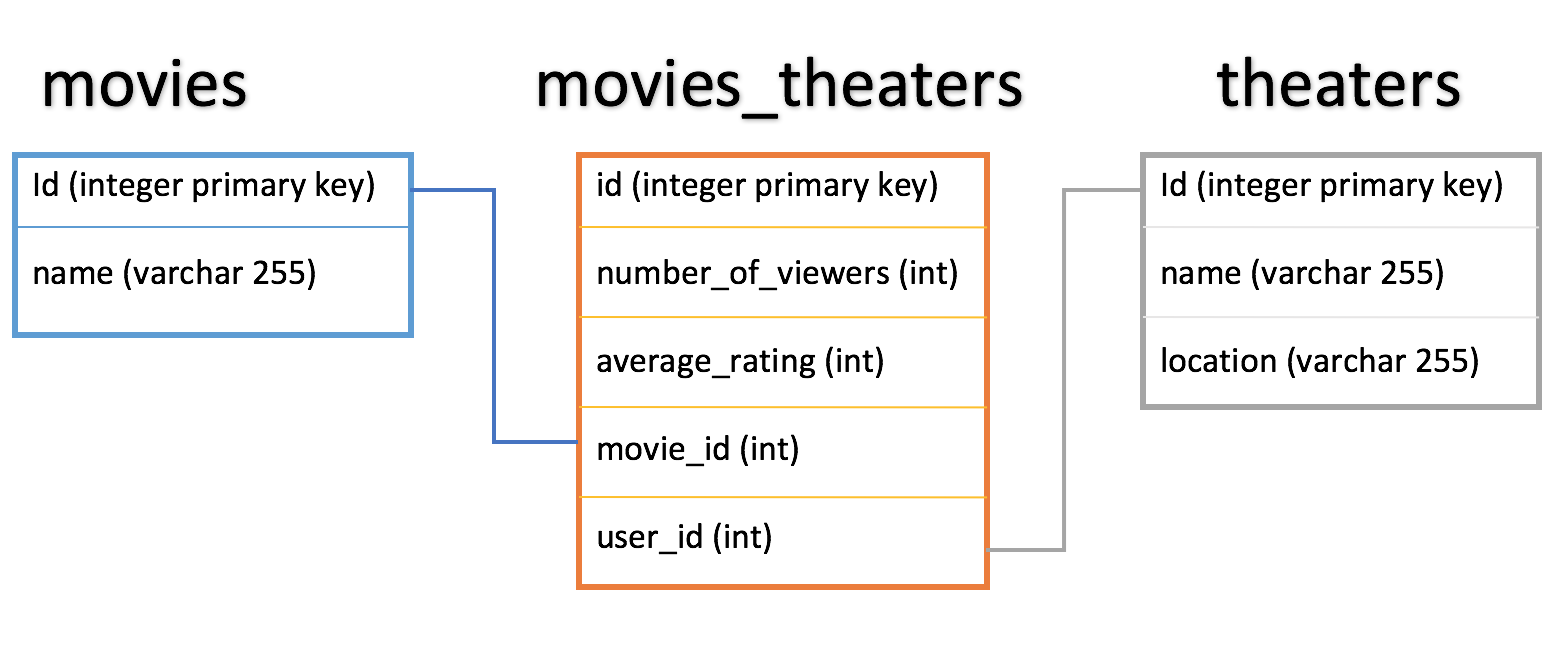 movies
Id (integer primary key)
name (varchar 255)
movies_theaters
id (integer primary key)
number_of_viewers (int)
average_rating (int)
movie_id (int)
user_id (int)
theaters
Id (integer primary key)
name (varchar 255)
location (varchar 255)